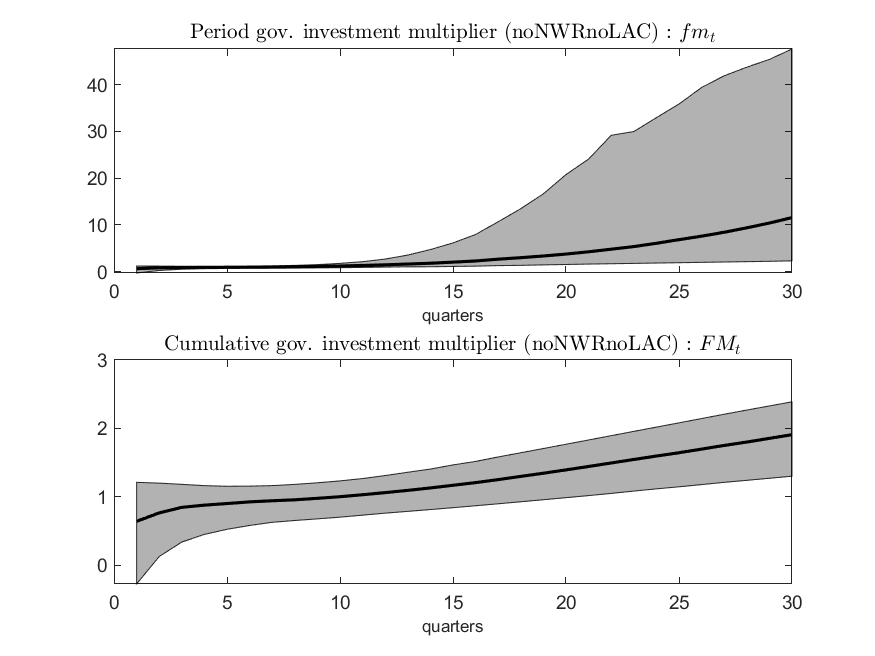 Period gov. investment multiplier (noNWRnoLAC) : fm_t
40
30
20
10
0
0 5 10 15 20 25 30
quarters
Cumulative gov. investment multiplier (noNWRnoLAC) : FM_t
3
2
1
0
0 5 10 15 20 25 30
quarters